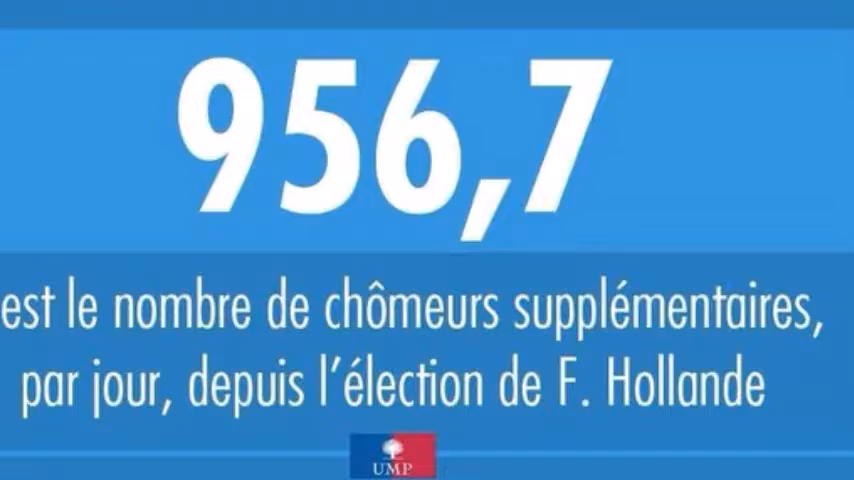 956,7
est le nombre de chômeurs supplémentaires,
par jour, depuis l'élection de F. Hollande
UMP